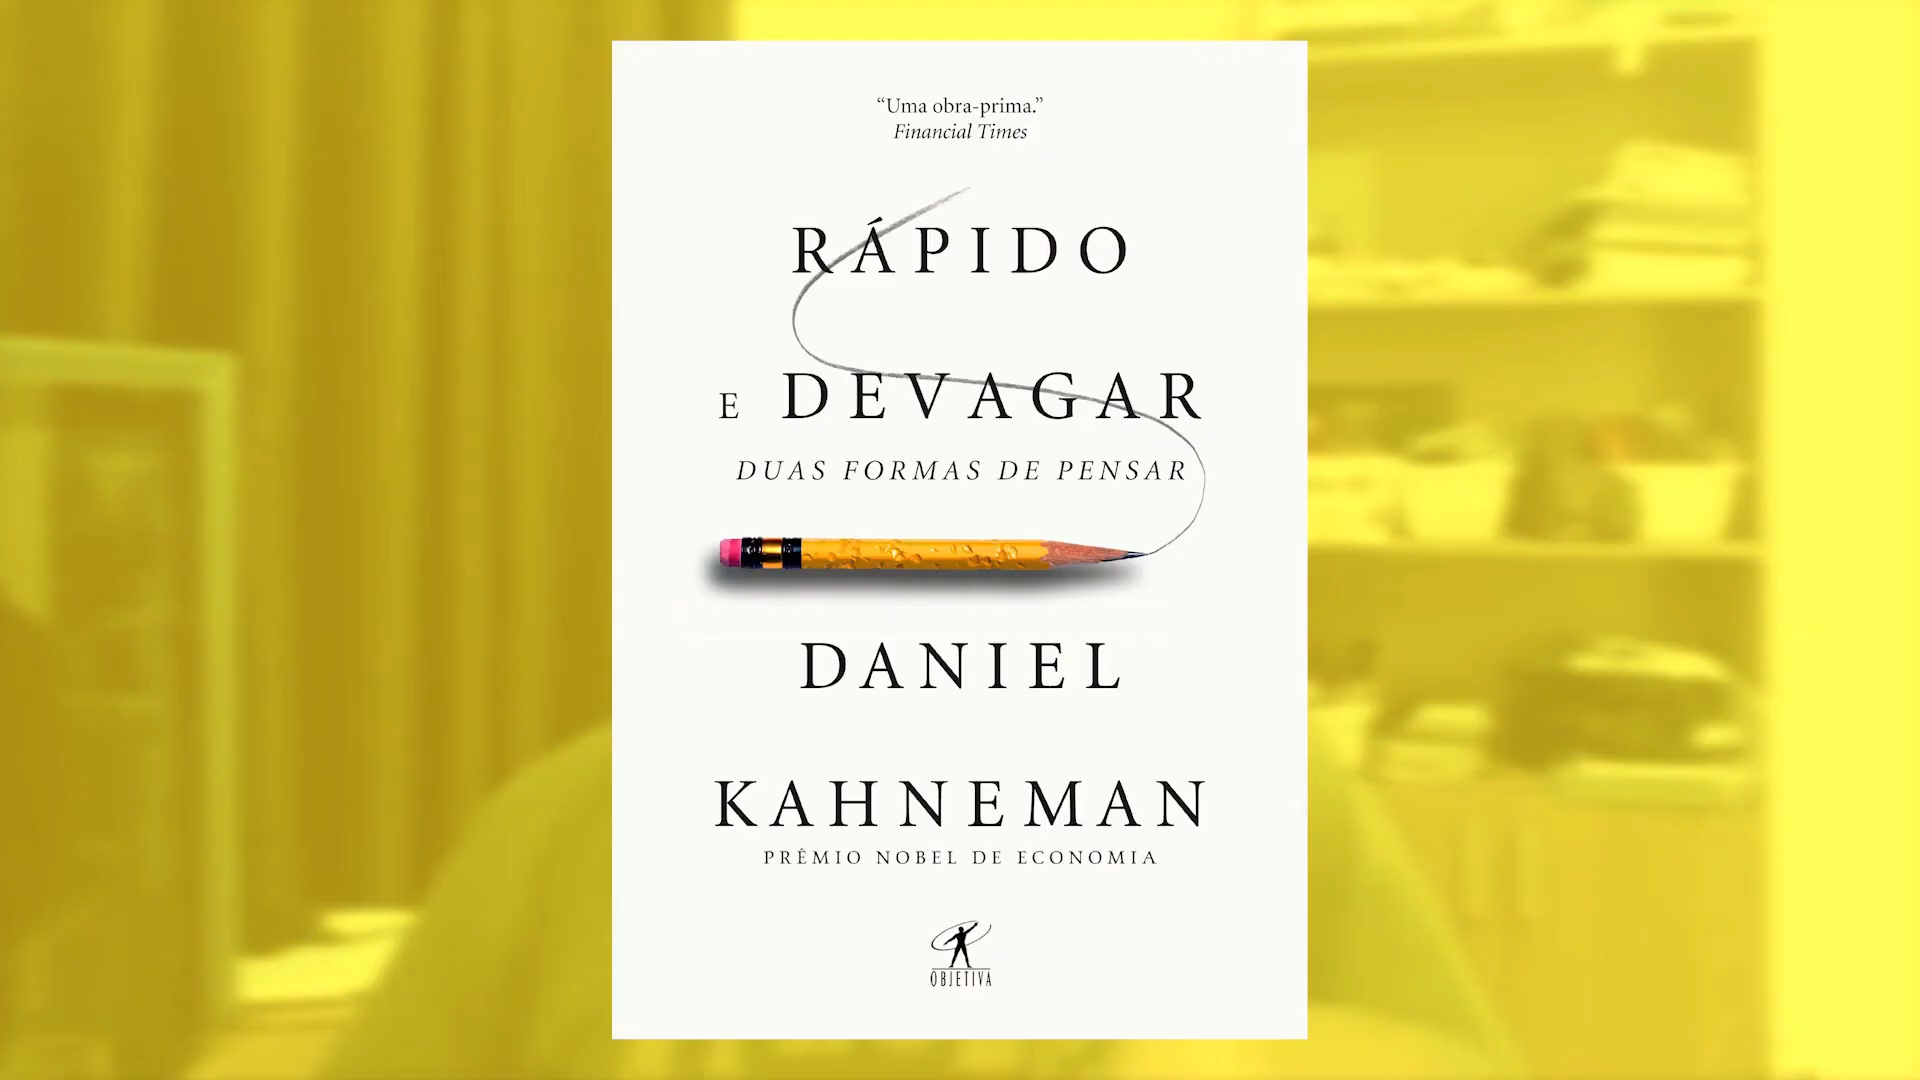 “Uma obra-prima.”
Financial Times
RÁPIDO
E DEVAGAR
DUAS FORMAS DE PENSAR
DANIEL
KAHNEMAN
PRÊMIO NOBEL DE ECONOMIA
OBJETIVA